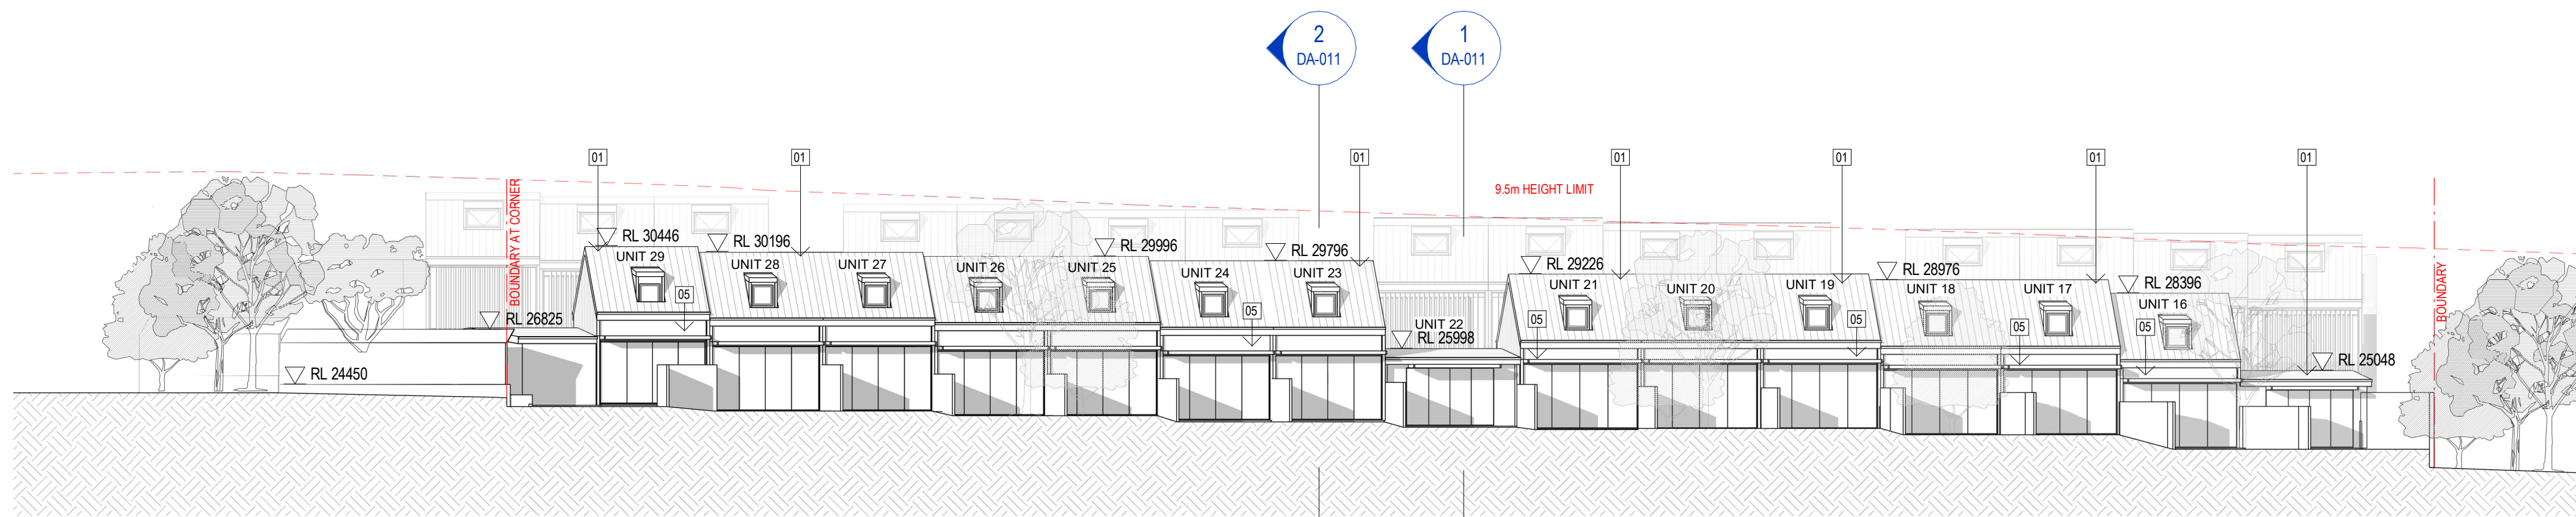 2
DA-011
1
DA-011
01
01
01
01
01
01
01
9.5m HEIGHT LIMIT
BOUNDARY AT CORNER
BOUNDARY
RL 30446
RL 30196
RL 29996
RL 29796
RL 29226
RL 28976
RL 28396
UNIT 29
UNIT 28
UNIT 27
UNIT 26
UNIT 25
UNIT 24
UNIT 23
UNIT 21
UNIT 20
UNIT 19
UNIT 18
UNIT 17
UNIT 16
05
05
05
05
05
05
RL 26825
UNIT 22
RL 25998
RL 25048
RL 24450